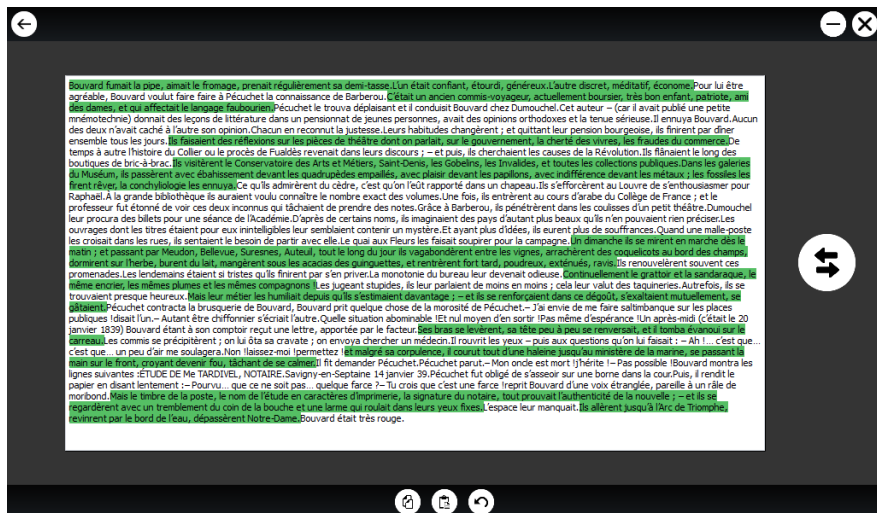 Bouvard fumait la pipe, aimait le fromage, prenait régulièrement sa demi-tasse.L’un était confiant, étourdi, généreux.L’autre discret, méditatif, économe.Pour lui être
agréable, Bouvard voulut faire faire à Pécuchet la connaissance de Barberou.C’était un ancien commis-voyageur, actuellement boursier, très bon enfant, patriote, ami
des dames, et qui affectait le langage faubourien.Pécuchet le trouva déplaisant et il conduisit Bouvard chez Dumouchel.Cet auteur – (car il avait publié une petite
mnémotechnie) donnait des leçons de littérature dans un pensionnat de jeunes personnes, avait des opinions orthodoxes et la tenue sérieuse.Il ennuya Bouvard.Aucun
des deux n’avait caché à l’autre son opinion.Chacun en reconnut la justesse.Leurs habitudes changèrent ; et quittant leur pension bourgeoise, ils finirent par dîner
ensemble tous les jours.Ils faisaient des réflexions sur les pièces de théâtre dont on parlait, sur le gouvernement, la cherté des vivres, les fraudes du commerce.De
temps à autre l’histoire du Collier ou le procès de Fualdès revenait dans leurs discours ; – et puis, ils cherchaient les causes de la Révolution.Ils flânaient le long des
boutiques de bric-à-brac.Ils visitèrent le Conservatoire des Arts et Métiers, Saint-Denis, les Gobelins, les Invalides, et toutes les collections publiques.Dans les galeries
du Muséum, ils passèrent avec ébahissement devant les quadrupèdes empaillés, avec plaisir devant les papillons, avec indifférence devant les métaux ; les fossiles les
firent rêver, la conchyliologie les ennuya.Ce qu’ils admirèrent du cèdre, c’est qu’on l’eût rapporté dans un chapeau.Ils s’efforcèrent au Louvre de s’enthousiasmer pour
Raphaël.À la grande bibliothèque ils auraient voulu connaître le nombre exact des volumes.Une fois, ils entrèrent au cours d’arabe du Collège de France ; et le
professeur fut étonné de voir ces deux inconnus qui tâchaient de prendre des notes.Grâce à Barberou, ils pénétrèrent dans les coulisses d’un petit théâtre.Dumouchel
leur procura des billets pour une séance de l’Académie.D’après de certains noms, ils imaginaient des pays d’autant plus beaux qu’ils n’en pouvaient rien préciser.Les
ouvrages dont les titres étaient pour eux inintelligibles leur semblaient contenir un mystère.Et ayant plus d’idées, ils eurent plus de souffrances.Quand une malle-poste
les croisait dans les rues, ils sentaient le besoin de partir avec elle.Le quai aux Fleurs les faisait soupirer pour la campagne.Un dimanche ils se mirent en marche dès le
matin ; et passant par Meudon, Bellevue, Suresnes, Auteuil, tout le long du jour ils vagabondèrent entre les vignes, arrachèrent des coquelicots au bord des champs,
dormirent sur l’herbe, burent du lait, mangèrent sous les acacias des guinguettes, et rentrèrent fort tard, poudreux, exténués, ravis.Ils renouvelèrent souvent ces
promenades.Les lendemains étaient si tristes qu’ils finirent par s’en priver.La monotonie du bureau leur devenait odieuse.Continuellement le grattoir et la sandaraque, le
même encrier, les mêmes plumes et les mêmes compagnons !Les jugeant stupides, ils leur parlaient de moins en moins ; cela leur valut des taquineries.Autrefois, ils se
trouvaient presque heureux.Mais leur métier les humiliait depuis qu’ils s’estimaient davantage ; – et ils se renforçaient dans ce dégoût, s’exaltaient mutuellement, se
gâtaient.Pécuchet contracta la brusquerie de Bouvard, Bouvard prit quelque chose de la morosité de Pécuchet.– J’ai envie de me faire saltimbanque sur les places
publiques !disait l’un.– Autant être chiffonnier s’écriait l’autre.Quelle situation abominable !Et nul moyen d’en sortir !Pas même d’espérance !Un après-midi (c’était le 20
janvier 1839) Bouvard étant à son comptoir reçut une lettre, apportée par le facteur.Ses bras se levèrent, sa tête peu à peu se renversait, et il tomba évanoui sur le
carreau.Les commis se précipitèrent ; on lui ôta sa cravate ; on envoya chercher un médecin.Il rouvrit les yeux – puis aux questions qu’on lui faisait : – Ah !… c’est que…
c’est que… un peu d’air me soulagera.Non !laissez-moi !permettez !et malgré sa corpulence, il courut tout d’une haleine jusqu’au ministère de la marine, se passant la
main sur le front, croyant devenir fou, tâchant de se calmer.Il fit demander Pécuchet.Pécuchet parut.– Mon oncle est mort !j’hérite !– Pas possible !Bouvard montra les
lignes suivantes :ÉTUDE DE Me TARDIVEL, NOTAIRE.Savigny-en-Septaine 14 janvier 39.Pécuchet fut obligé de s’asseoir sur une borne dans la cour.Puis, il rendit le
papier en disant lentement :– Pourvu… que ce ne soit pas… quelque farce ?– Tu crois que c’est une farce !reprit Bouvard d’une voix étranglée, pareille à un râle de
moribond.Mais le timbre de la poste, le nom de l’étude en caractères d’imprimerie, la signature du notaire, tout prouvait l’authenticité de la nouvelle ; – et ils se
regardèrent avec un tremblement du coin de la bouche et une larme qui roulait dans leurs yeux fixes.L’espace leur manquait.Ils allèrent jusqu’à l’Arc de Triomphe,
revinrent par le bord de l’eau, dépassèrent Notre-Dame.Bouvard était très rouge.